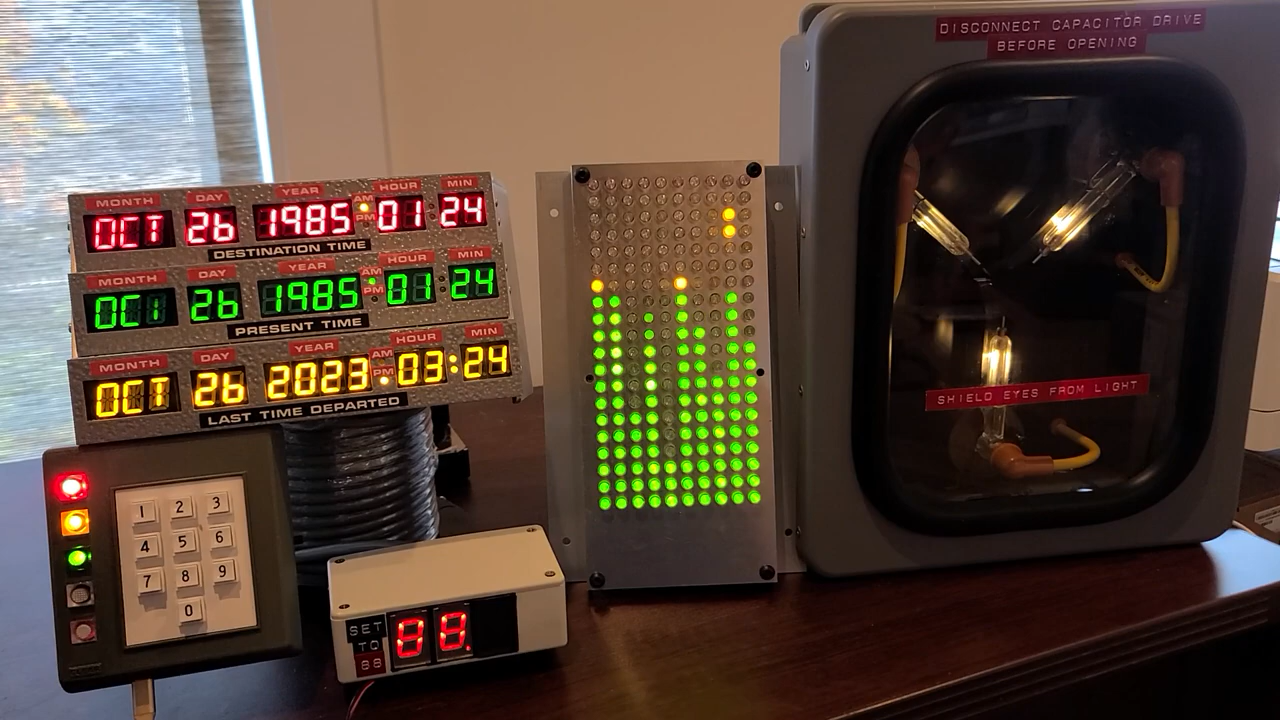 DISCONNECT CAPACITOR DRIVE
BEFORE OPENING
MONTH DAY YEAR HOUR MIN
OCT 26 1985 AM PM 01 24
DESTINATION TIME
MONTH DAY YEAR HOUR MIN
OCT 26 1985 AM PM 01 24
PRESENT TIME
MONTH DAY YEAR HOUR MIN
OCT 26 2023 AM PM 03:24
LAST TIME DEPARTED
SHIELD EYES FROM LIGHT
1 2 3
4 5 6
7 8 9
0
SET
TO
88
88.